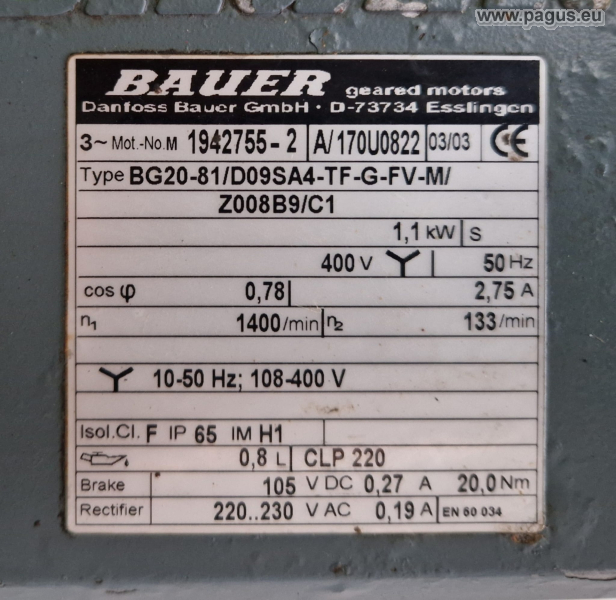 www.pagus.eu
BAUER geared motors
Danfoss Bauer GmbH · D-73734 Esslingen
3~ Mot.-No.M 1942755-2 A/170U0822 03/03 CE
Type BG20-81/D09SA4-TF-G-FV-M/
Z008B9/C1
1,1 kW S
400 V 50 Hz
cos φ 0,78 2,75 A
n₁ 1400/min n₂ 133/min
10-50 Hz; 108-400 V
Isol.Cl. F IP 65 IM H1
0,8 L CLP 220
Brake 105 V DC 0,27 A 20,0 Nm
Rectifier 220..230 V AC 0,19 A EN 60 034